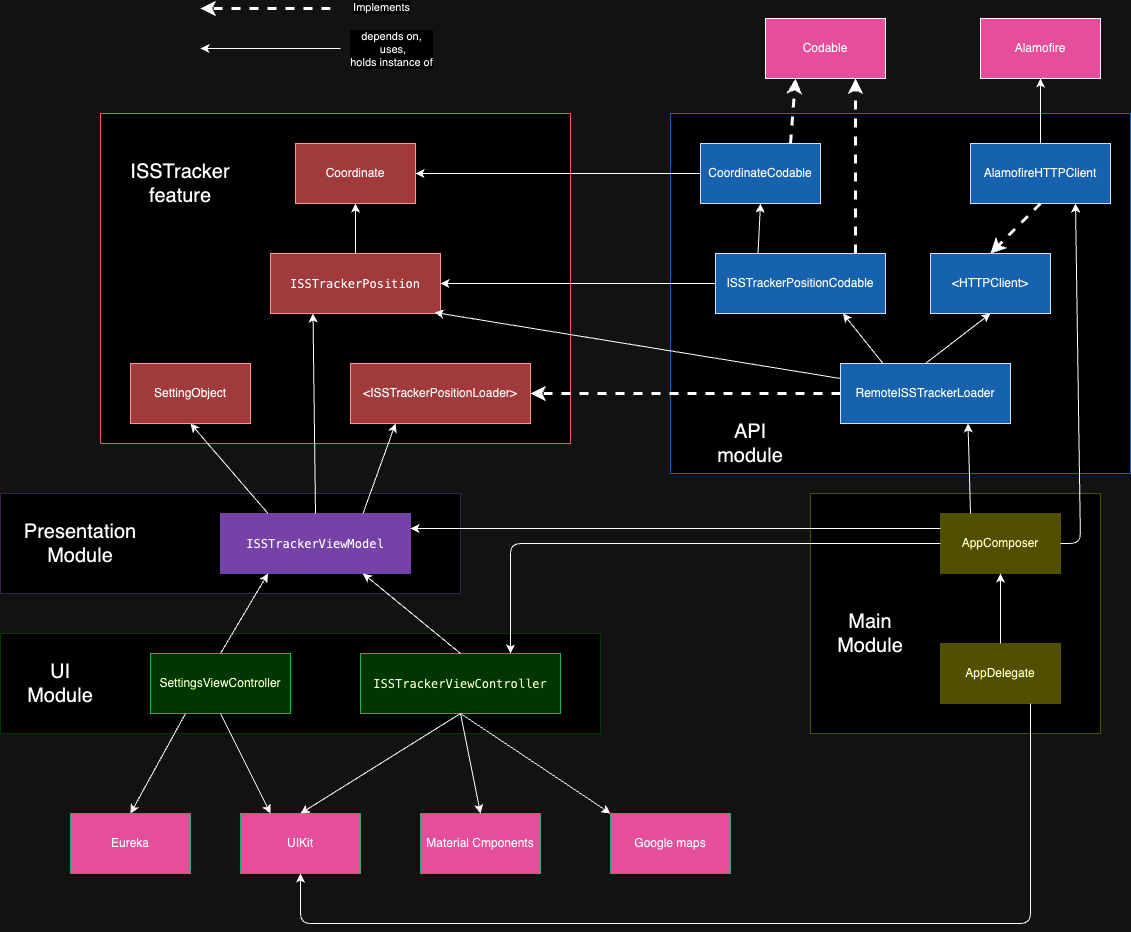 Implements
depends on,
uses,
holds instance of
Codable
Alamofire
ISSTracker
feature
Coordinate
CoordinateCodable
AlamofireHTTPClient
ISSTrackerPosition
ISSTrackerPositionCodable
<HTTPClient>
SettingObject
<ISSTrackerPositionLoader>
RemoteISSTrackerLoader
API
module
Presentation
Module
ISSTrackerViewModel
AppComposer
Main
Module
UI
Module
SettingsViewController
ISSTrackerViewController
AppDelegate
Eureka
UIKit
Material Cmponents
Google maps